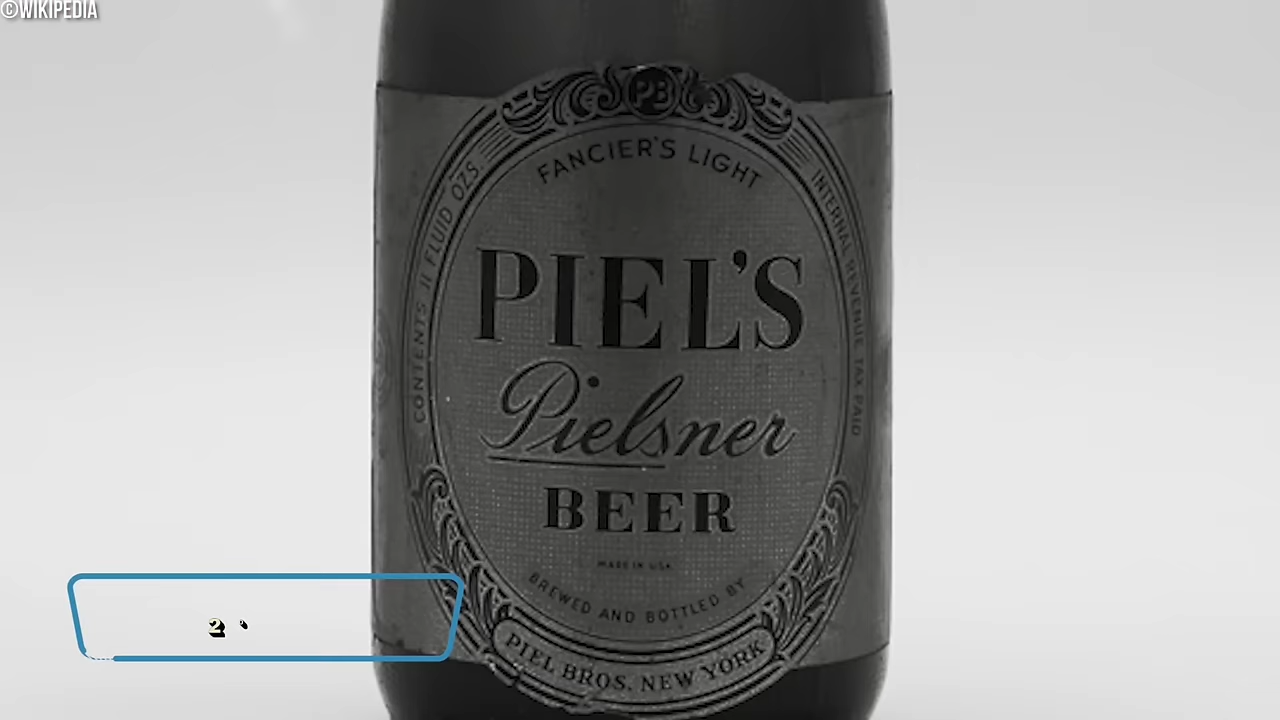 ©WIKIPEDIA
PB
FANCIER'S LIGHT
CONTENTS 11 FLUID OZS.
INTERNAL REVENUE TAX PAID
PIEL'S
Pielsner
BEER
MADE IN USA
BREWED AND BOTTLED BY
PIEL BROS. NEW YORK
2